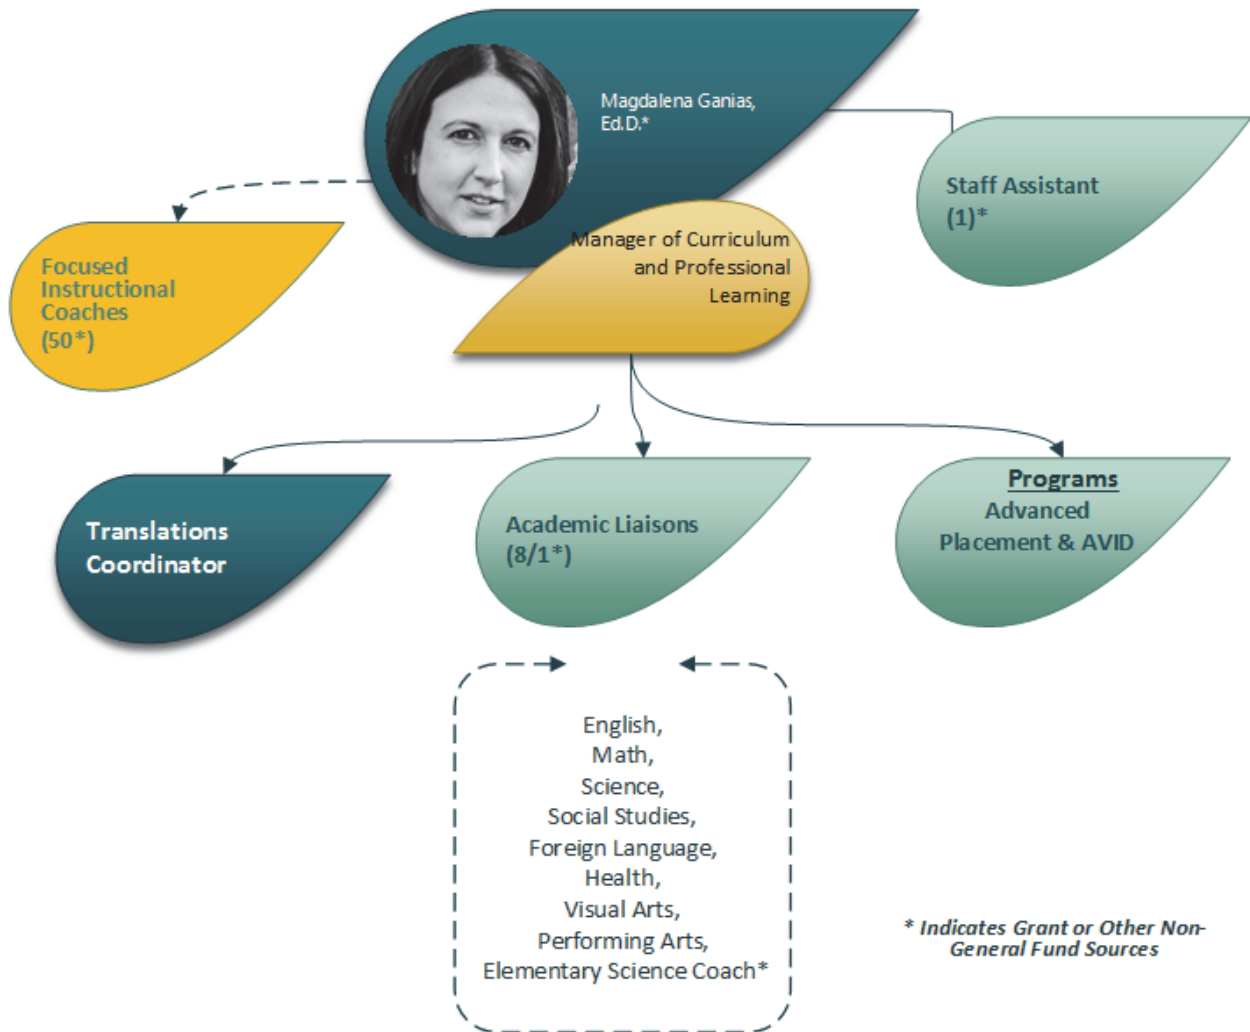 Magdalena Ganias,
Ed.D.*
Staff Assistant
(1)*
Manager of Curriculum
and Professional
Learning
Focused
Instructional
Coaches
(50*)
Translations
Coordinator
Academic Liaisons
(8/1*)
Programs
Advanced
Placement & AVID
English,
Math,
Science,
Social Studies,
Foreign Language,
Health,
Visual Arts,
Performing Arts,
Elementary Science Coach*
* Indicates Grant or Other Non-
General Fund Sources